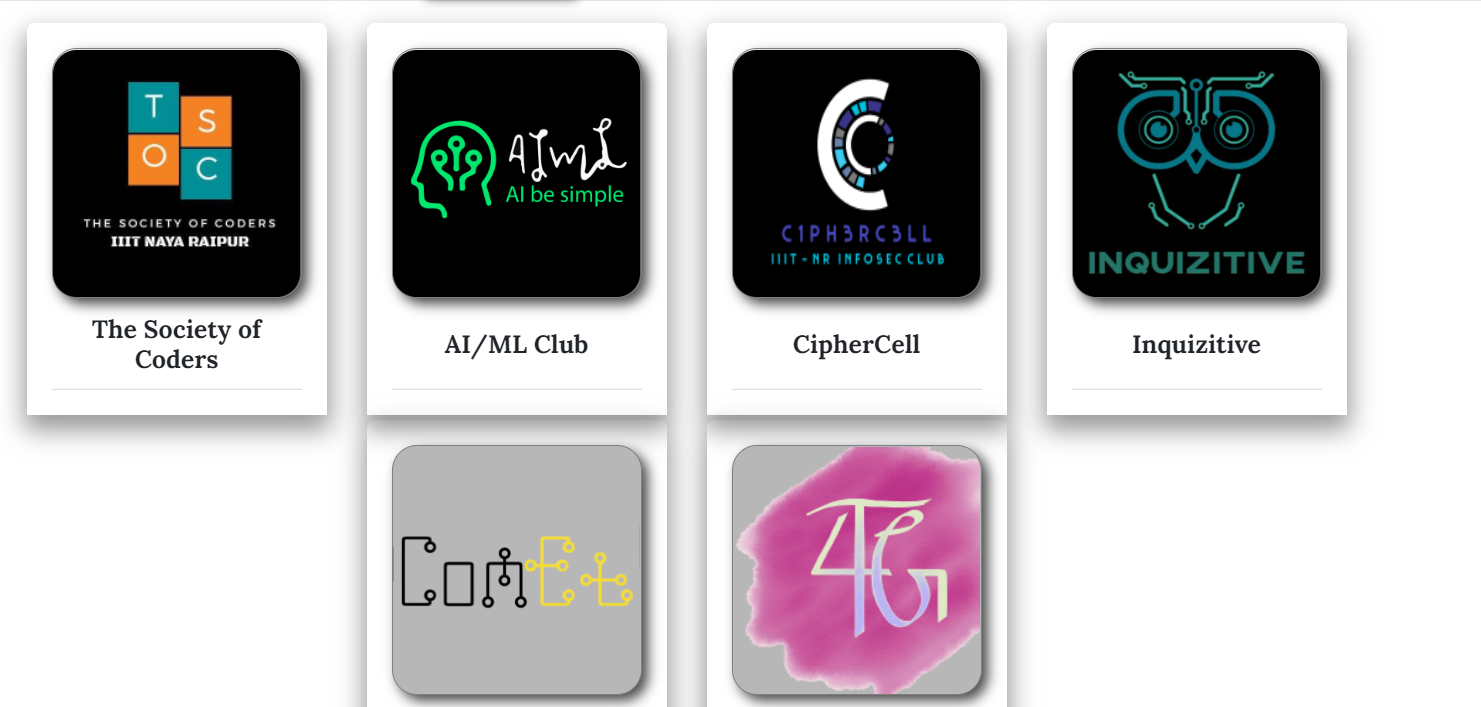 T S
O C
THE SOCIETY OF CODERS
IIIT NAYA RAIPUR
The Society of
Coders
AIML
AI be simple
AI/ML Club
C1PH3RC3LL
IIIT - NR INFOSEC CLUB
CipherCell
INQUIZITIVE
Inquizitive
ComEt